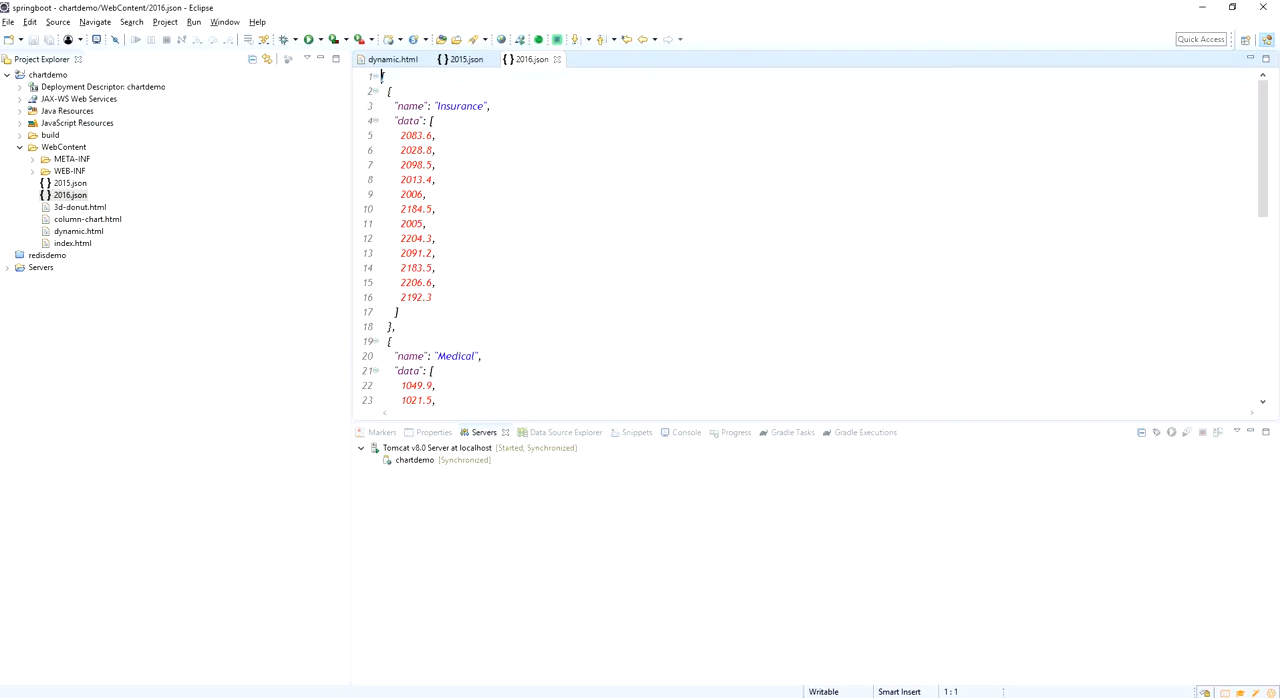 springboot - chartdemo/WebContent/2016.json - Eclipse
File Edit Source Navigate Search Project Run Window Help
Quick Access
Project Explorer
dynamic.html { } 2015.json { } 2016.json
chartdemo
Deployment Descriptor: chartdemo
JAX-WS Web Services
Java Resources
JavaScript Resources
build
WebContent
META-INF
WEB-INF
{ } 2015.json
{ } 2016.json
3d-donut.html
column-chart.html
dynamic.html
index.html
redisdemo
Servers
1 [
2 {
3 "name": "Insurance",
4 "data": [
5 2083.6,
6 2028.8,
7 2098.5,
8 2013.4,
9 2006,
10 2184.5,
11 2005,
12 2204.3,
13 2091.2,
14 2183.5,
15 2206.6,
16 2192.3
17 ]
18 },
19 {
20 "name": "Medical",
21 "data": [
22 1049.9,
23 1021.5,
Markers Properties Servers Data Source Explorer Snippets Console Progress Gradle Tasks Gradle Executions
Tomcat v8.0 Server at localhost [Started, Synchronized]
chartdemo [Synchronized]
Writable Smart Insert 1 : 1